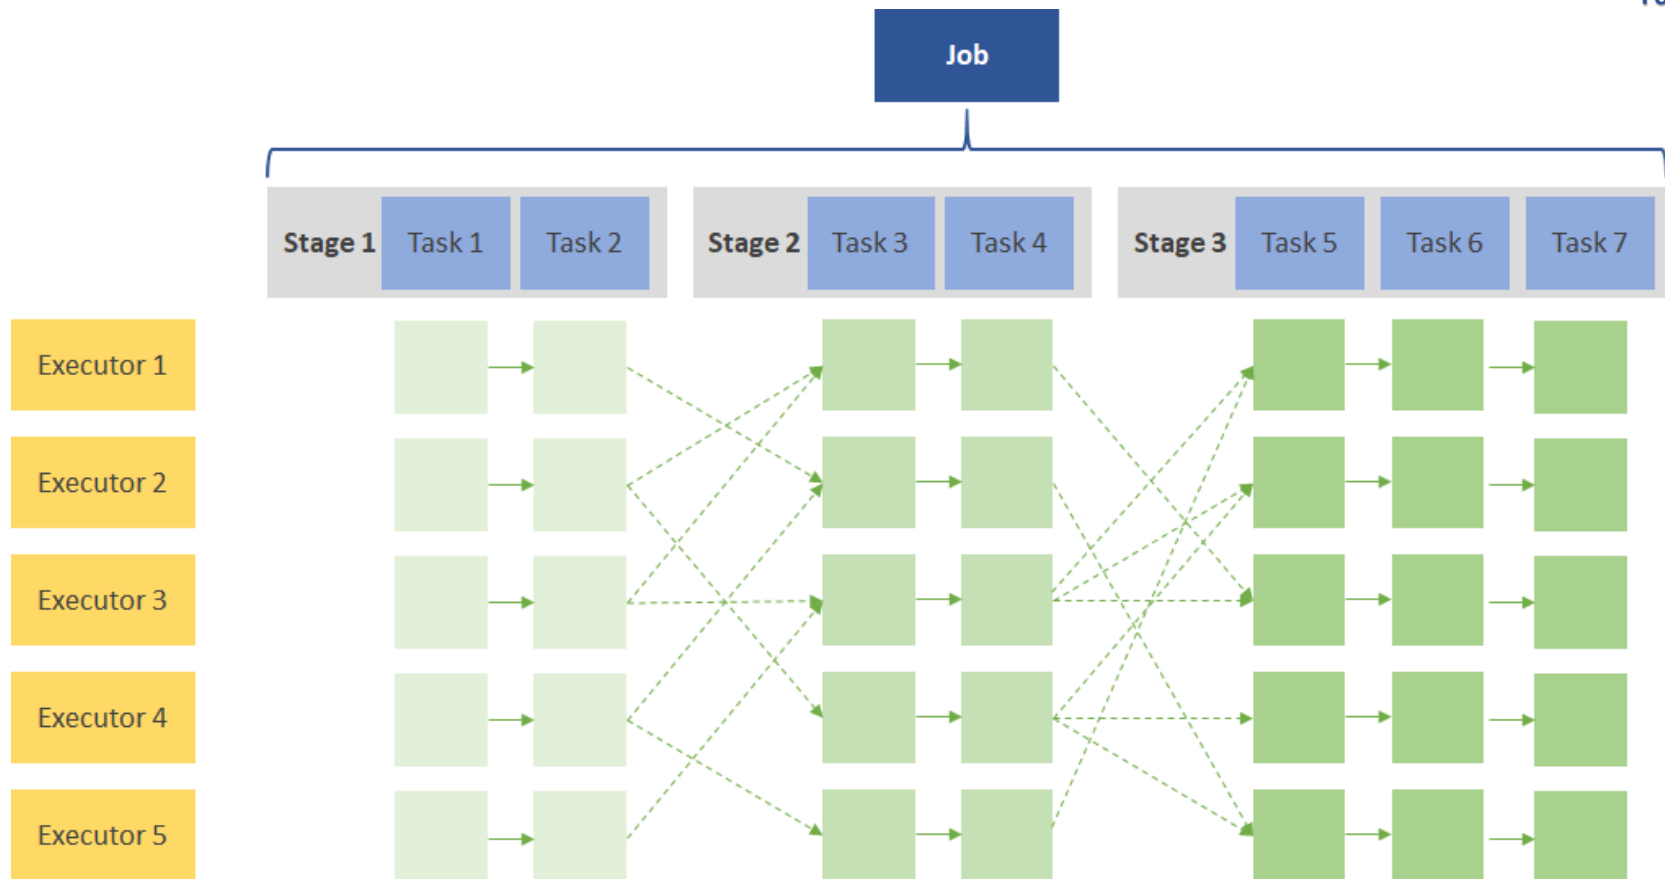 Job
Stage 1 Task 1 Task 2 Stage 2 Task 3 Task 4 Stage 3 Task 5 Task 6 Task 7
Executor 1
Executor 2
Executor 3
Executor 4
Executor 5